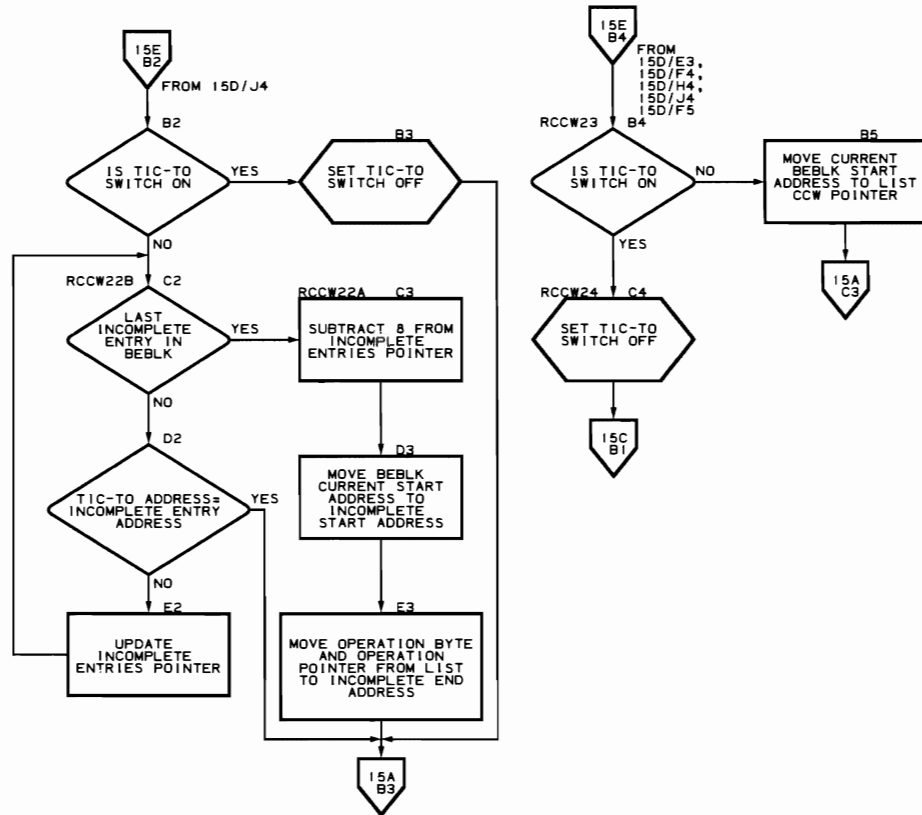 15E
B2
FROM 15D/J4
B2
IS TIC-TO
SWITCH ON
YES
NO
B3
SET TIC-TO
SWITCH OFF
RCCW22B
C2
LAST
INCOMPLETE
ENTRY IN
BEBLK
YES
NO
RCCW22A
C3
SUBTRACT 8 FROM
INCOMPLETE
ENTRIES POINTER
D2
TIC-TO ADDRESS=
INCOMPLETE ENTRY
ADDRESS
YES
NO
D3
MOVE BEBLK
CURRENT START
ADDRESS TO
INCOMPLETE
START ADDRESS
E2
UPDATE
INCOMPLETE
ENTRIES POINTER
E3
MOVE OPERATION BYTE
AND OPERATION
POINTER FROM LIST
TO INCOMPLETE END
ADDRESS
15A
B3
15E
B4
FROM
15D/E3,
15D/F4,
15D/H4,
15D/J4
15D/F5
RCCW23
B4
IS TIC-TO
SWITCH ON
NO
YES
B5
MOVE CURRENT
BEBLK START
ADDRESS TO LIST
CCW POINTER
15A
C3
RCCW24
C4
SET TIC-TO
SWITCH OFF
15C
B1